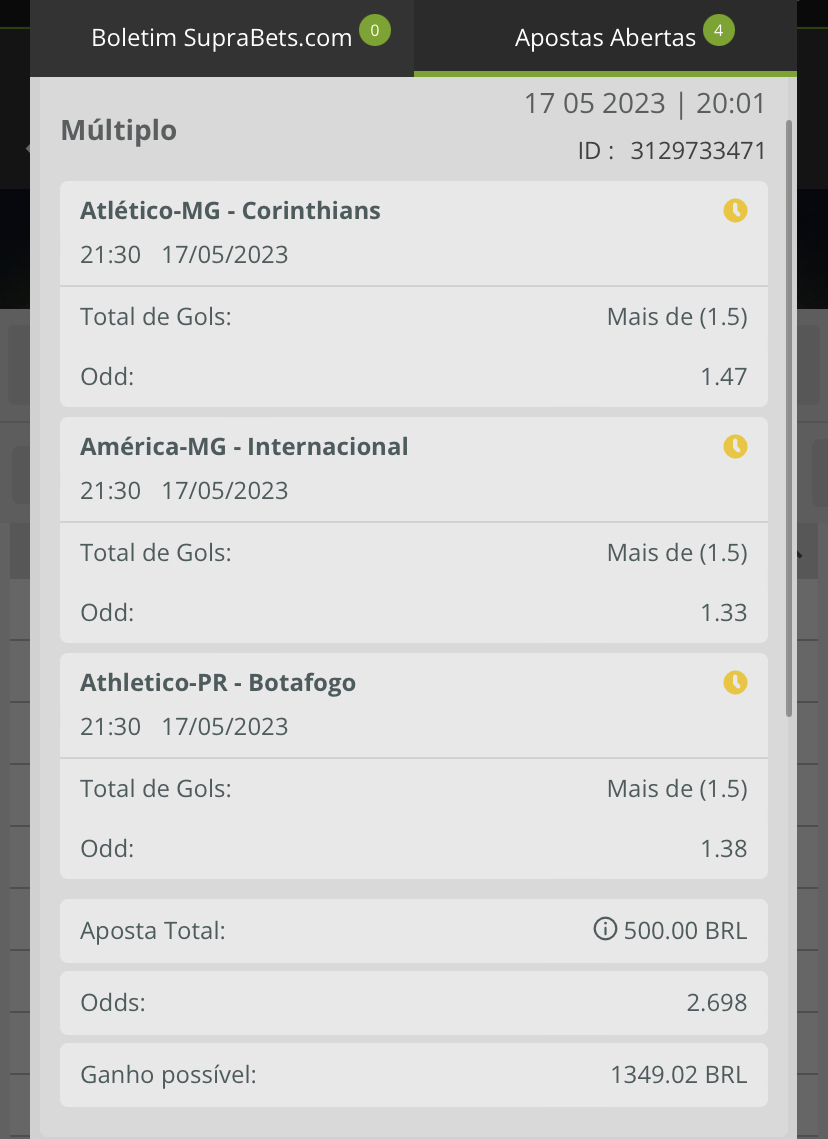 Boletim SupraBets.com 0 Apostas Abertas 4
17 05 2023 | 20:01
Múltiplo
ID : 3129733471
Atlético-MG - Corinthians
21:30 17/05/2023
Total de Gols: Mais de (1.5)
Odd: 1.47
América-MG - Internacional
21:30 17/05/2023
Total de Gols: Mais de (1.5)
Odd: 1.33
Athletico-PR - Botafogo
21:30 17/05/2023
Total de Gols: Mais de (1.5)
Odd: 1.38
Aposta Total: 500.00 BRL
Odds: 2.698
Ganho possível: 1349.02 BRL